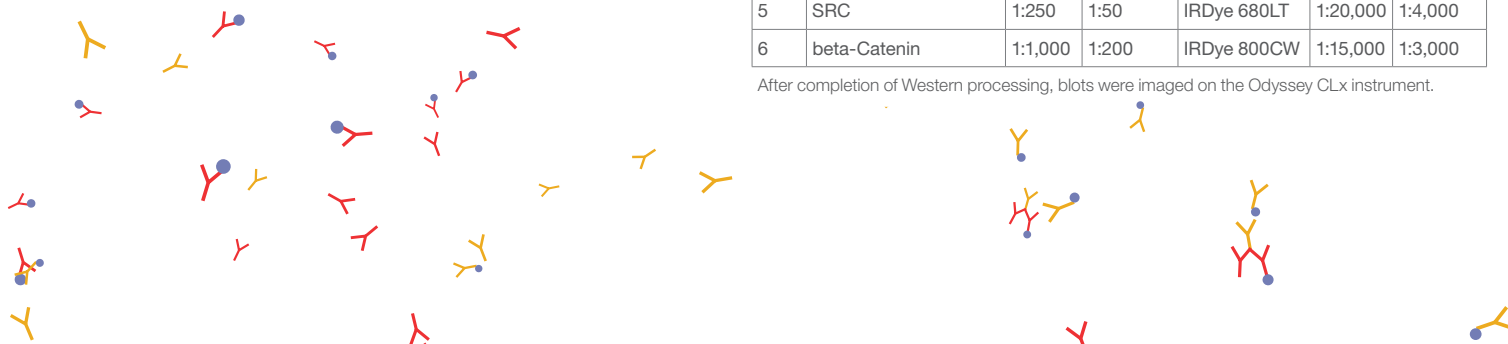 5 SRC 1:250 1:50 IRDye 680LT 1:20,000 1:4,000
6 beta-Catenin 1:1,000 1:200 IRDye 800CW 1:15,000 1:3,000
After completion of Western processing, blots were imaged on the Odyssey CLx instrument.